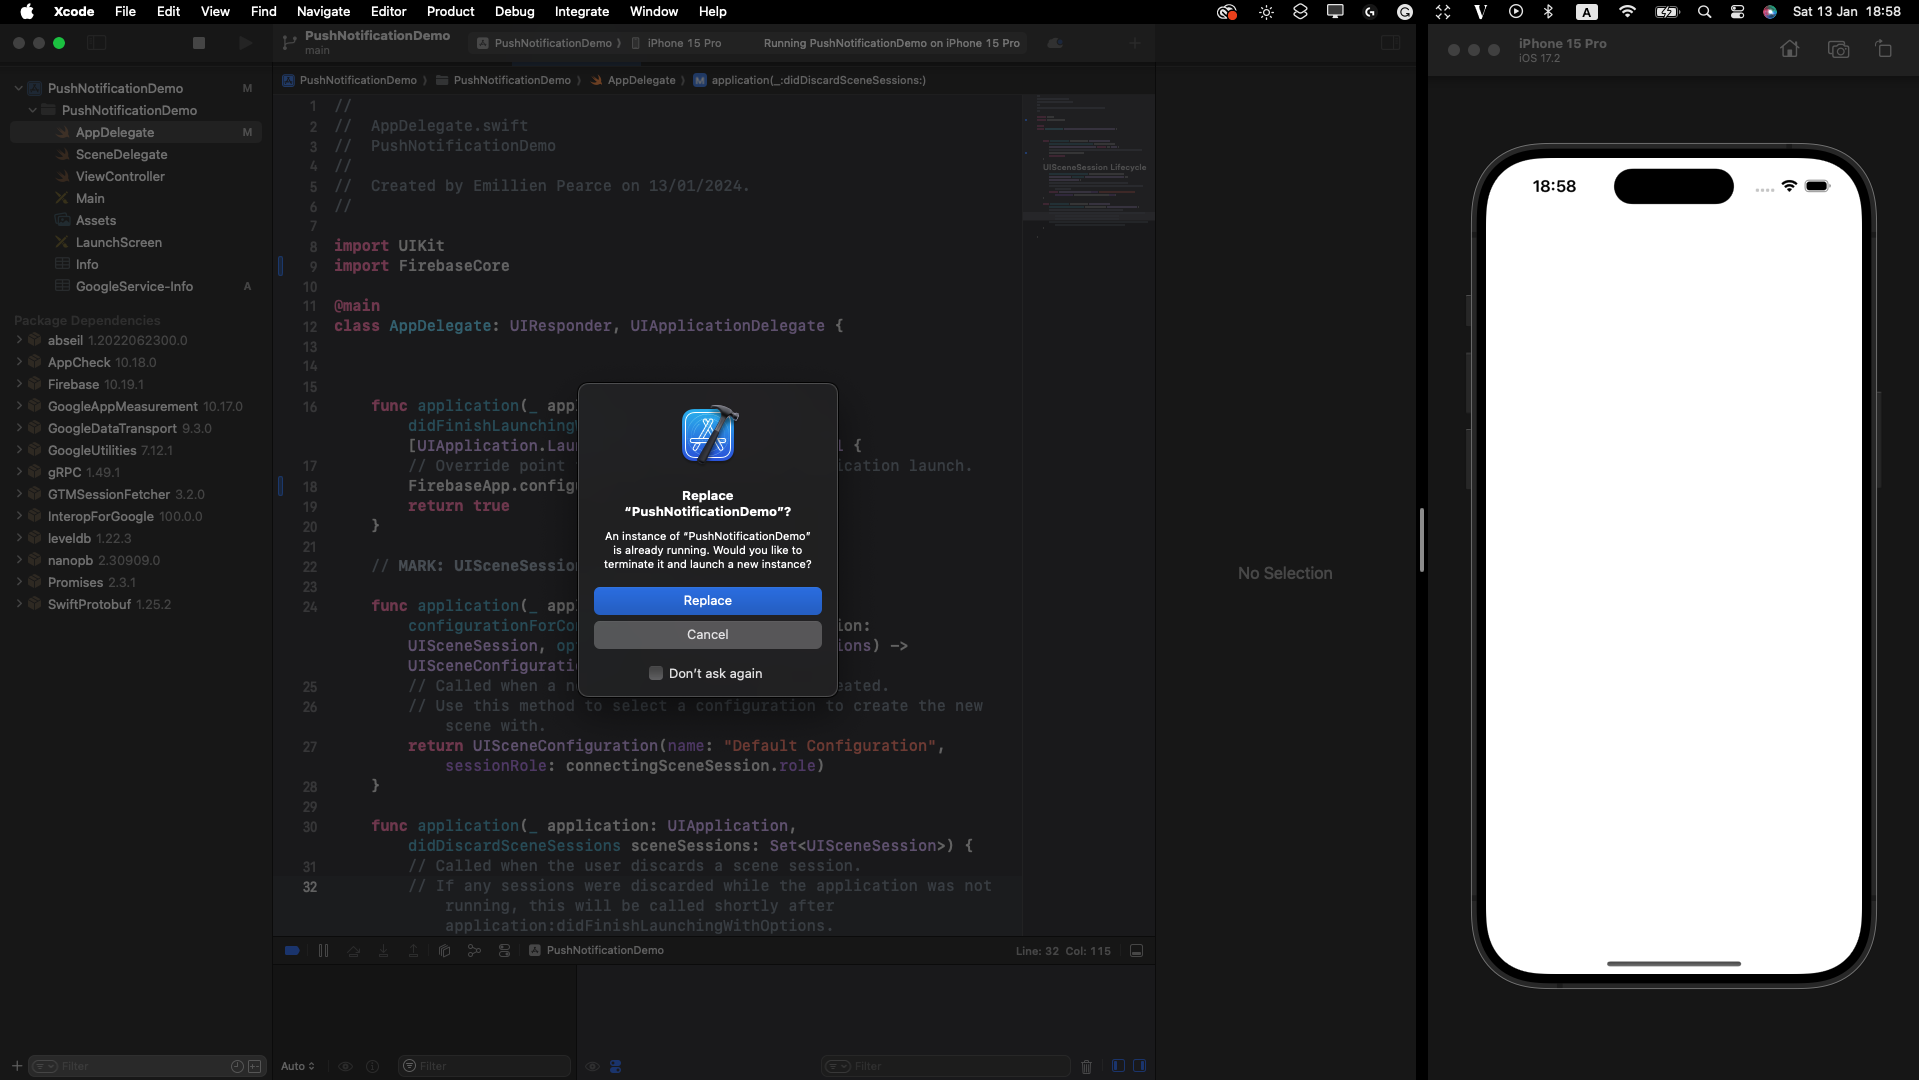 Xcode File Edit View Find Navigate Editor Product Debug Integrate Window Help
A
Sat 13 Jan 18:58
PushNotificationDemo
main
PushNotificationDemo
iPhone 15 Pro
Running PushNotificationDemo on iPhone 15 Pro
PushNotificationDemo M
PushNotificationDemo
AppDelegate M
SceneDelegate
ViewController
Main
Assets
LaunchScreen
Info
GoogleService-Info A
Package Dependencies
abseil 1.2022062300.0
AppCheck 10.18.0
Firebase 10.19.1
GoogleAppMeasurement 10.17.0
GoogleDataTransport 9.3.0
GoogleUtilities 7.12.1
gRPC 1.49.1
GTMSessionFetcher 3.2.0
InteropForGoogle 100.0.0
leveldb 1.22.3
nanopb 2.30909.0
Promises 2.3.1
SwiftProtobuf 1.25.2
Filter
PushNotificationDemo PushNotificationDemo AppDelegate M application(_:didDiscardSceneSessions:)
1 //
2 // AppDelegate.swift
3 // PushNotificationDemo
4 //
5 // Created by Emillien Pearce on 13/01/2024.
6 //
7
8 import UIKit
9 import FirebaseCore
10
11 @main
12 class AppDelegate: UIResponder, UIApplicationDelegate {
13
14
15
16 func application(_ app
didFinishLaunching
[UIApplication.Lau l {
17 // Override point ication launch.
18 FirebaseApp.config
19 return true
20 }
21
22 // MARK: UISceneSession
23
24 func application(_ app
configurationForCon ion:
UISceneSession, op ions) ->
UISceneConfigurati
25 // Called when a n eated.
26 // Use this method to select a configuration to create the new
scene with.
27 return UISceneConfiguration(name: "Default Configuration",
sessionRole: connectingSceneSession.role)
28 }
29
30 func application(_ application: UIApplication,
didDiscardSceneSessions sceneSessions: Set<UISceneSession>) {
31 // Called when the user discards a scene session.
32 // If any sessions were discarded while the application was not
running, this will be called shortly after
application:didFinishLaunchingWithOptions.
UISceneSession Lifecycle
Replace
“PushNotificationDemo”?
An instance of “PushNotificationDemo”
is already running. Would you like to
terminate it and launch a new instance?
Replace
Cancel
Don’t ask again
PushNotificationDemo
Line: 32 Col: 115
Auto
Filter
Filter
No Selection
iPhone 15 Pro
iOS 17.2
18:58